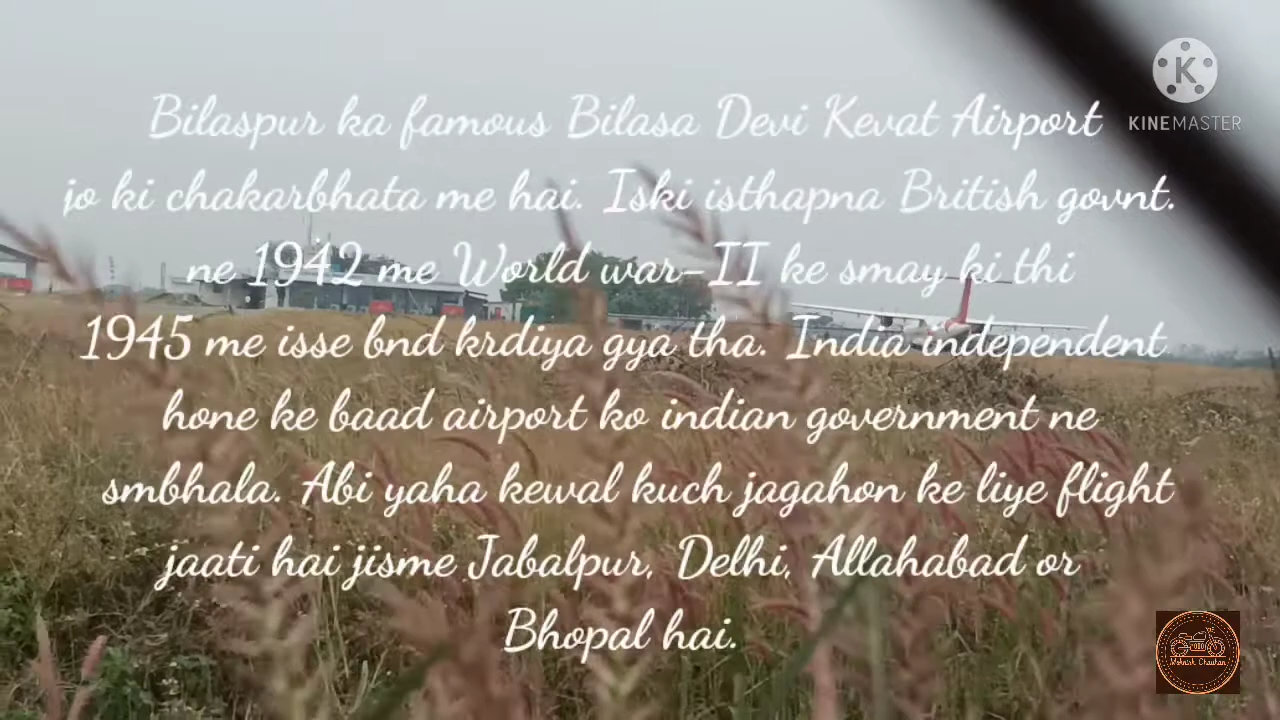 K
KINEMASTER
Bilaspur ka famous Bilasa Devi Kevat Airport
jo ki chakarbhata me hai. Iski isthapna British govnt.
ne 1942 me World war-II ke smay ki thi
1945 me isse bnd krdiya gya tha. India independent
hone ke baad airport ko indian government ne
smbhala. Abi yaha kewal kuch jagahon ke liye flight
jaati hai jisme Jabalpur, Delhi, Allahabad or
Bhopal hai.
Mohnish Chauhan